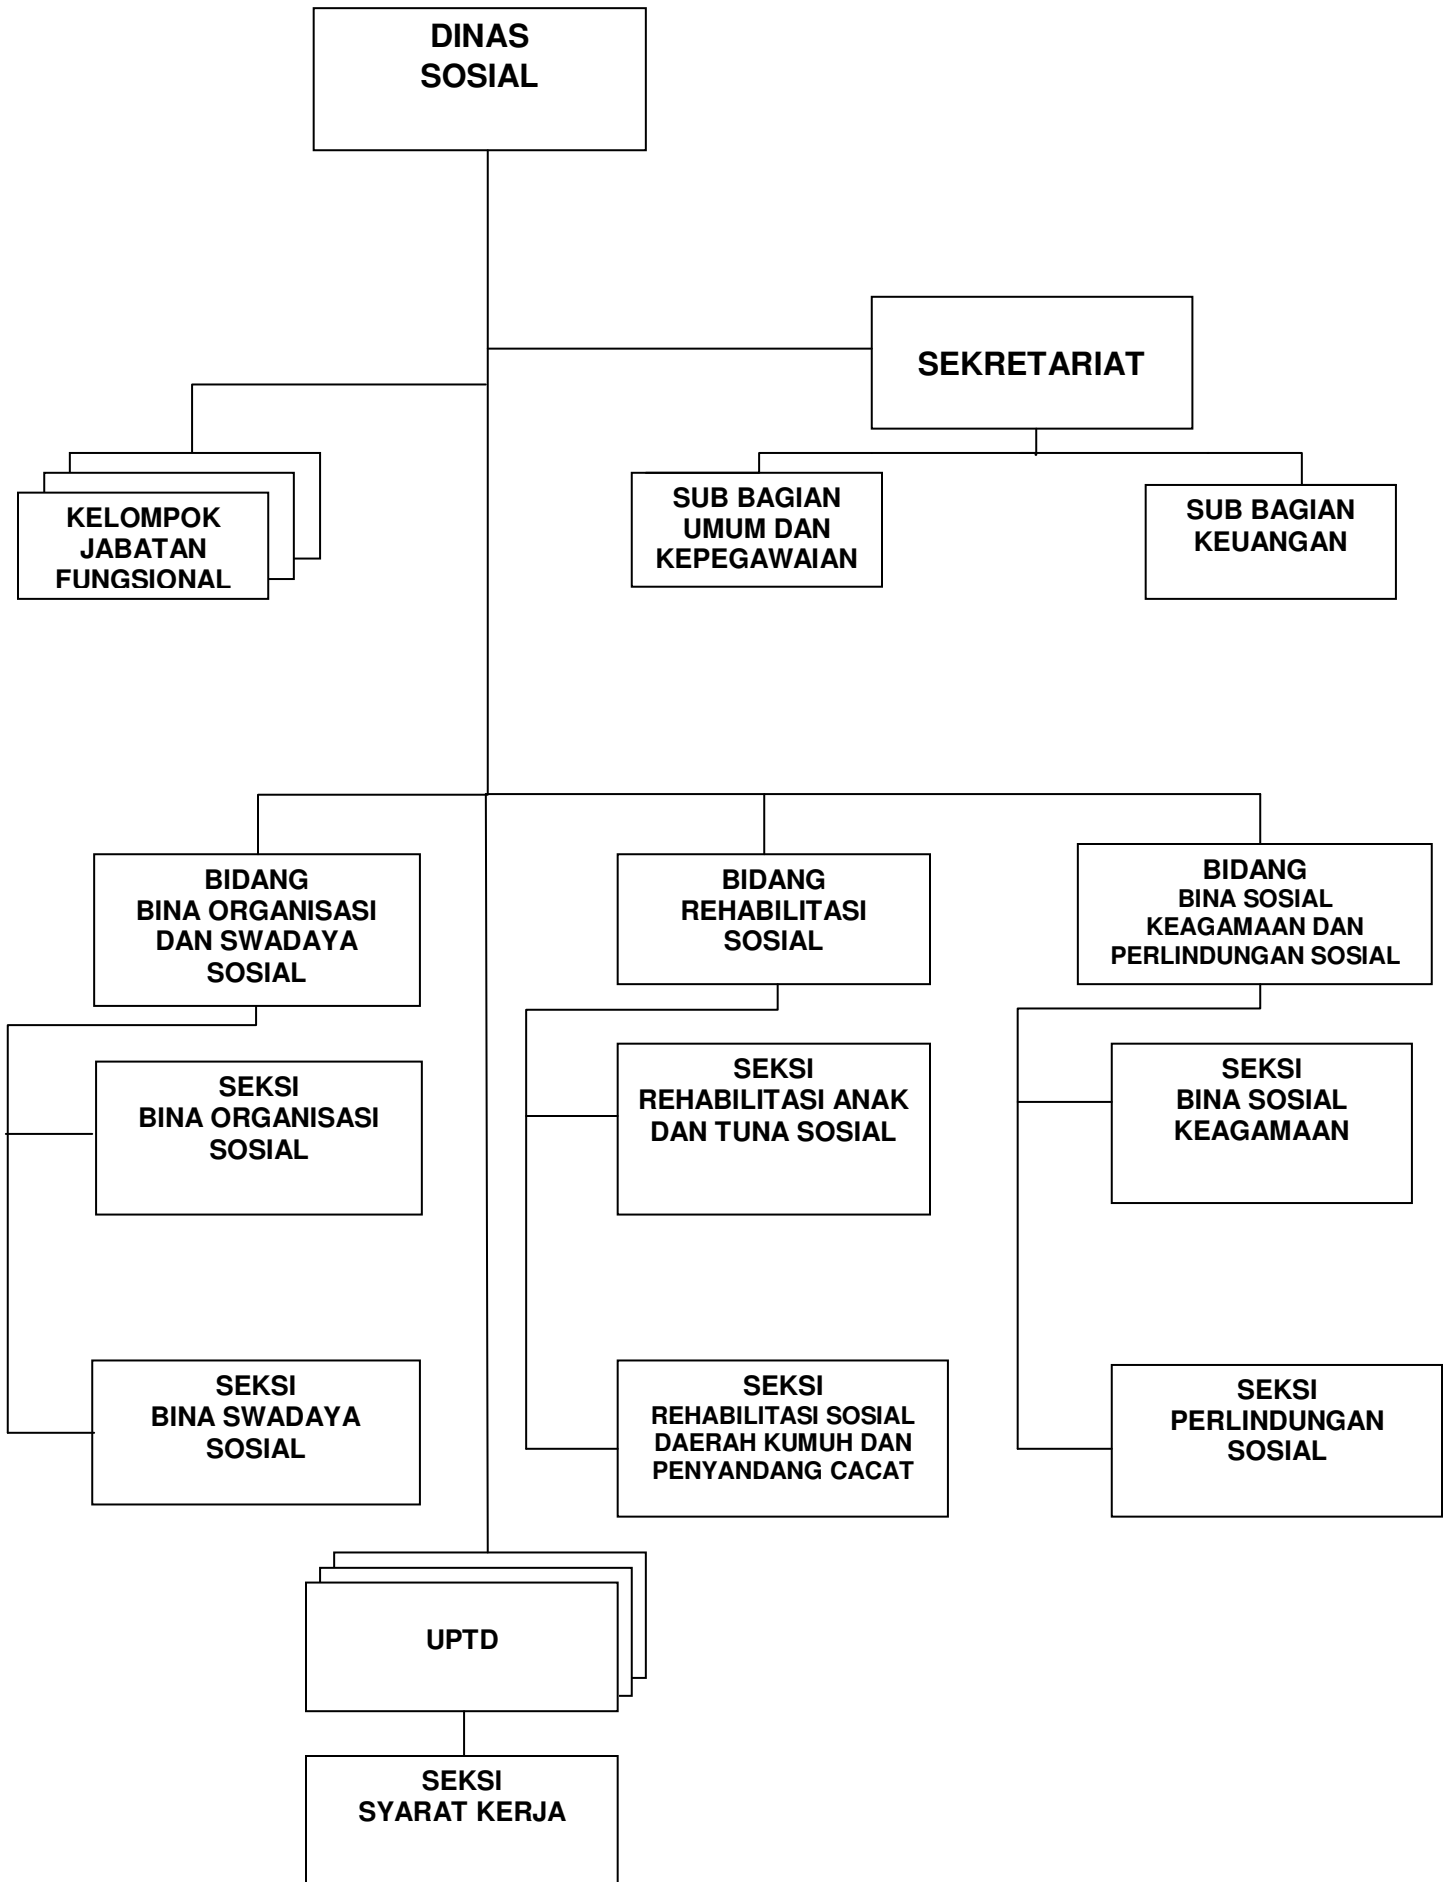 DINAS
SOSIAL
SEKRETARIAT
KELOMPOK
JABATAN
FUNGSIONAL
SUB BAGIAN
UMUM DAN
KEPEGAWAIAN
SUB BAGIAN
KEUANGAN
BIDANG
BINA ORGANISASI
DAN SWADAYA
SOSIAL
BIDANG
REHABILITASI
SOSIAL
BIDANG
BINA SOSIAL
KEAGAMAAN DAN
PERLINDUNGAN SOSIAL
SEKSI
BINA ORGANISASI
SOSIAL
SEKSI
REHABILITASI ANAK
DAN TUNA SOSIAL
SEKSI
BINA SOSIAL
KEAGAMAAN
SEKSI
BINA SWADAYA
SOSIAL
SEKSI
REHABILITASI SOSIAL
DAERAH KUMUH DAN
PENYANDANG CACAT
SEKSI
PERLINDUNGAN
SOSIAL
UPTD
SEKSI
SYARAT KERJA